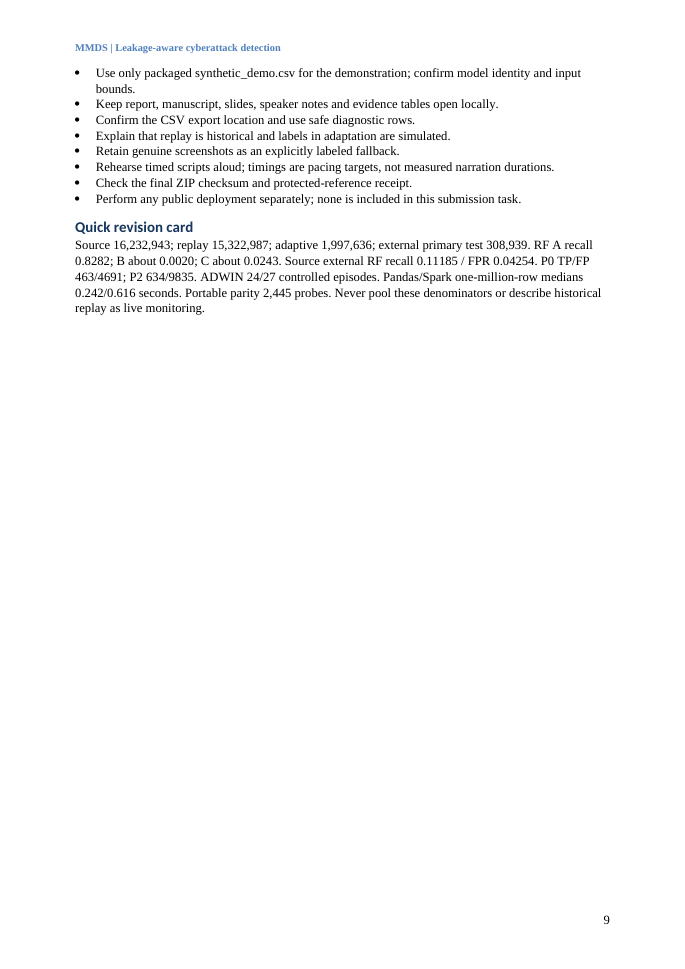 MMDS | Leakage-aware cyberattack detection
• Use only packaged synthetic_demo.csv for the demonstration; confirm model identity and input
bounds.
• Keep report, manuscript, slides, speaker notes and evidence tables open locally.
• Confirm the CSV export location and use safe diagnostic rows.
• Explain that replay is historical and labels in adaptation are simulated.
• Retain genuine screenshots as an explicitly labeled fallback.
• Rehearse timed scripts aloud; timings are pacing targets, not measured narration durations.
• Check the final ZIP checksum and protected-reference receipt.
• Perform any public deployment separately; none is included in this submission task.
Quick revision card
Source 16,232,943; replay 15,322,987; adaptive 1,997,636; external primary test 308,939. RF A recall
0.8282; B about 0.0020; C about 0.0243. Source external RF recall 0.11185 / FPR 0.04254. P0 TP/FP
463/4691; P2 634/9835. ADWIN 24/27 controlled episodes. Pandas/Spark one-million-row medians
0.242/0.616 seconds. Portable parity 2,445 probes. Never pool these denominators or describe historical
replay as live monitoring.
9